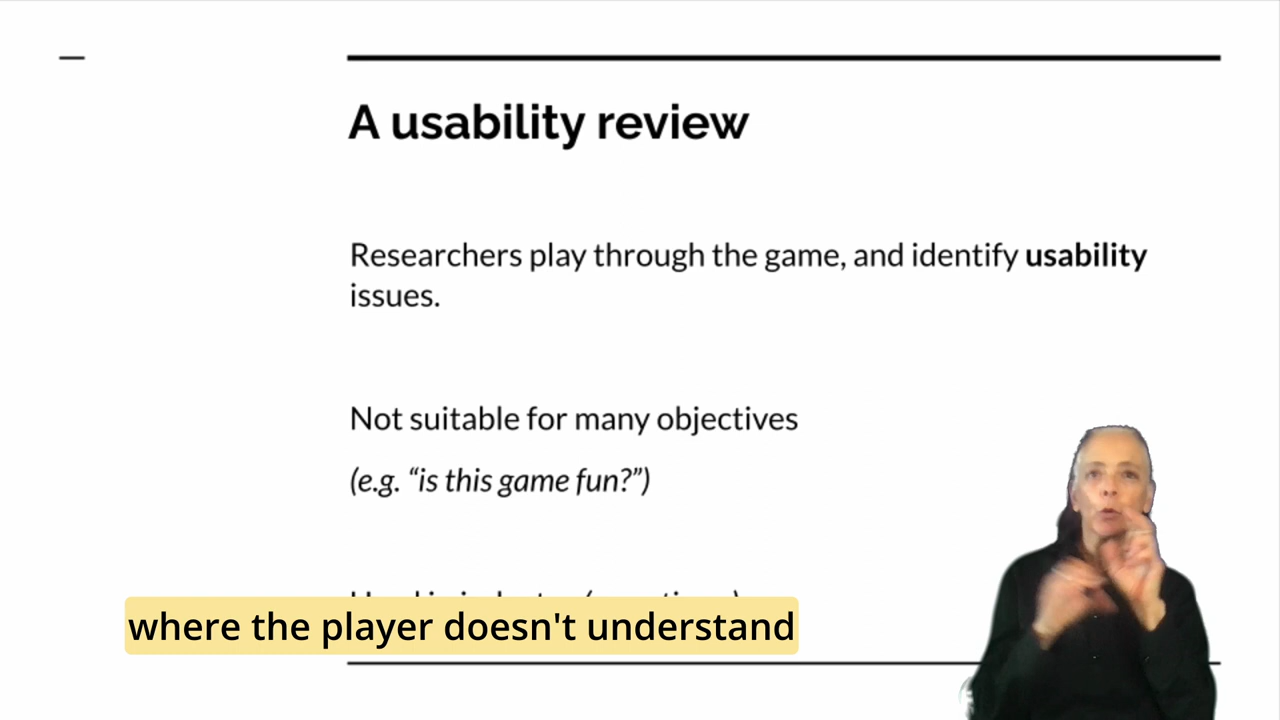 A usability review
Researchers play through the game, and identify usability
issues.
Not suitable for many objectives
(e.g. “is this game fun?”)
where the player doesn't understand